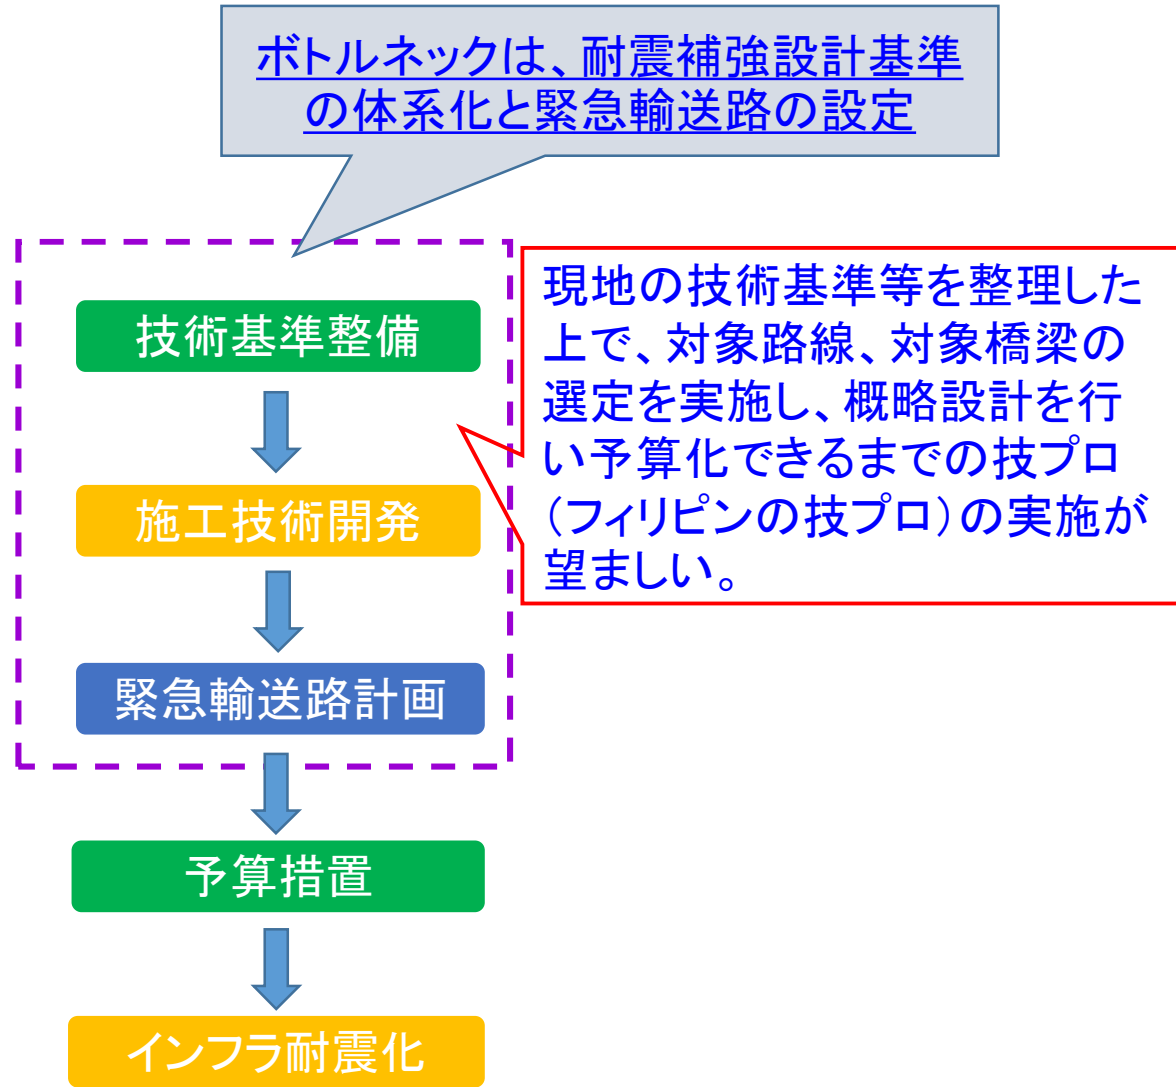 ボトルネックは、耐震補強設計基準
の体系化と緊急輸送路の設定
技術基準整備
現地の技術基準等を整理した
上で、対象路線、対象橋梁の
選定を実施し、概略設計を行
い予算化できるまでの技プロ
（フィリピンの技プロ）の実施が
望ましい。
施工技術開発
緊急輸送路計画
予算措置
インフラ耐震化